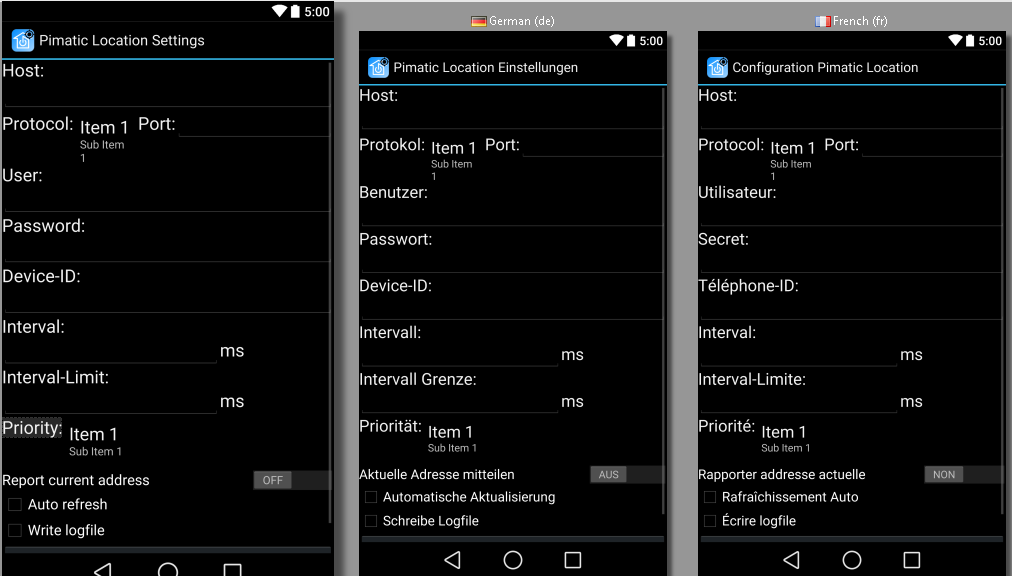 5:00
Pimatic Location Settings
Host:
Protocol: Item 1 Port:
Sub Item
1
User:
Password:
Device-ID:
Interval:
ms
Interval-Limit:
ms
Priority: Item 1
Sub Item 1
Report current address OFF
Auto refresh
Write logfile
German (de)
5:00
Pimatic Location Einstellungen
Host:
Protokol: Item 1 Port:
Sub Item
1
Benutzer:
Passwort:
Device-ID:
Intervall:
ms
Intervall Grenze:
ms
Priorität: Item 1
Sub Item 1
Aktuelle Adresse mitteilen AUS
Automatische Aktualisierung
Schreibe Logfile
French (fr)
5:00
Configuration Pimatic Location
Host:
Protocol: Item 1 Port:
Sub Item
1
Utilisateur:
Secret:
Téléphone-ID:
Interval:
ms
Interval-Limite:
ms
Priorité: Item 1
Sub Item 1
Rapporter addresse actuelle NON
Rafraîchissement Auto
Écrire logfile